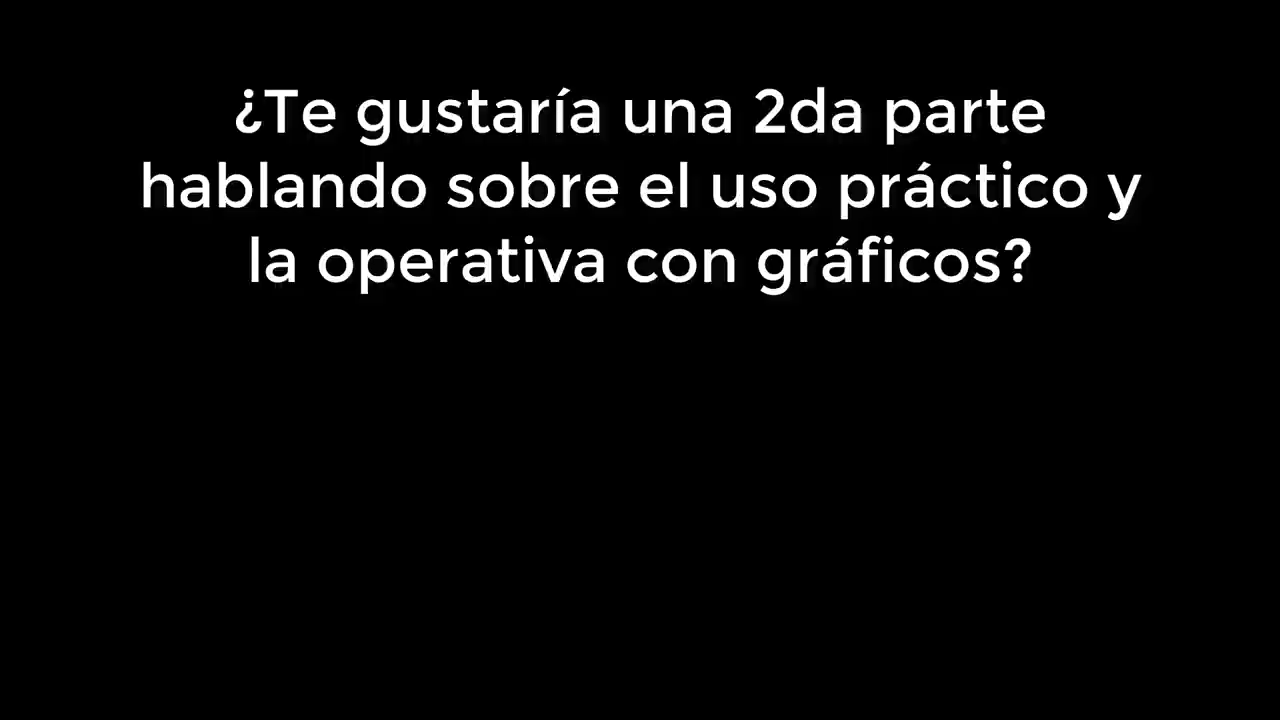 ¿Te gustaría una 2da parte
hablando sobre el uso práctico y
la operativa con gráficos?